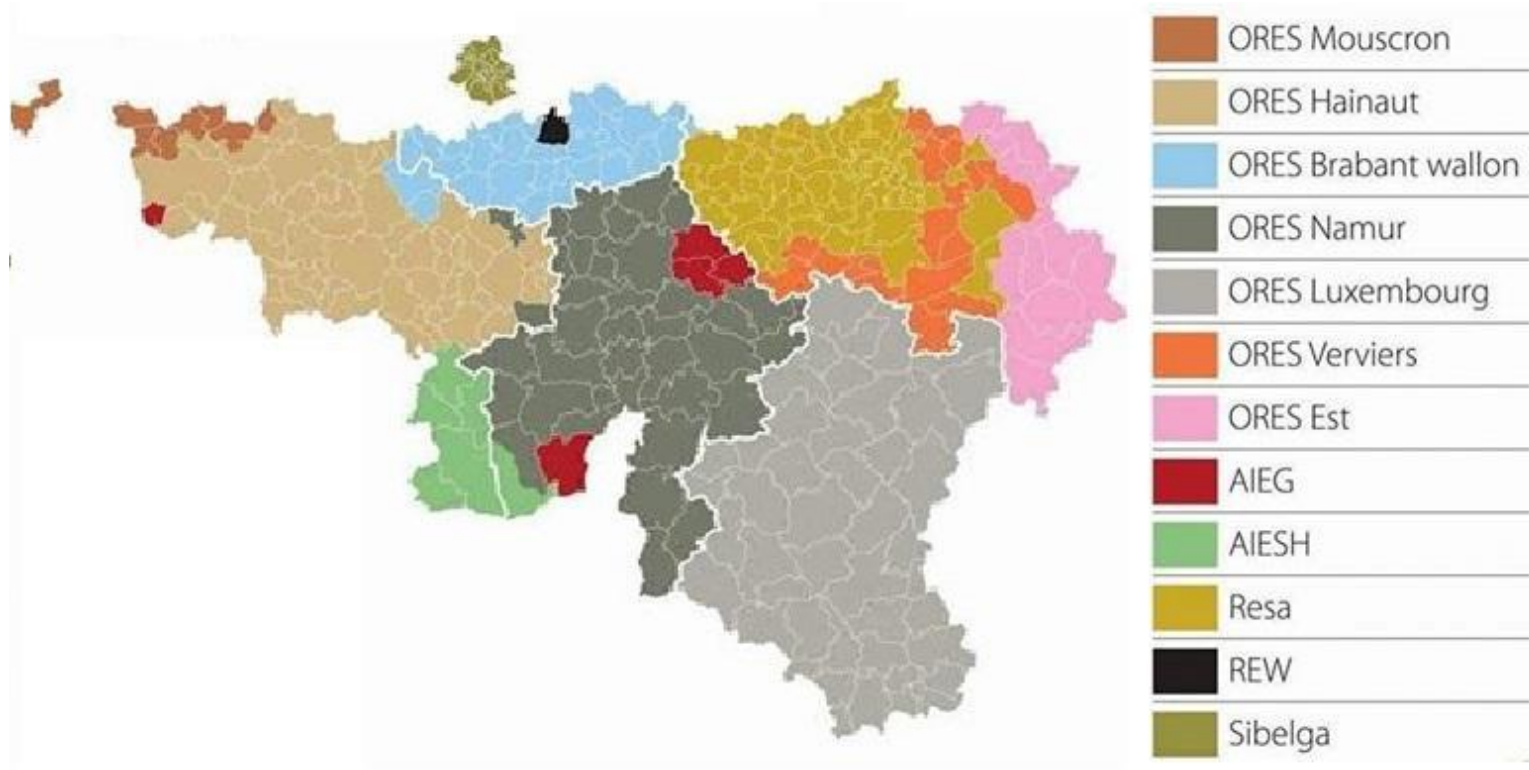 ORES Mouscron
ORES Hainaut
ORES Brabant wallon
ORES Namur
ORES Luxembourg
ORES Verviers
ORES Est
AIEG
AIESH
Resa
REW
Sibelga